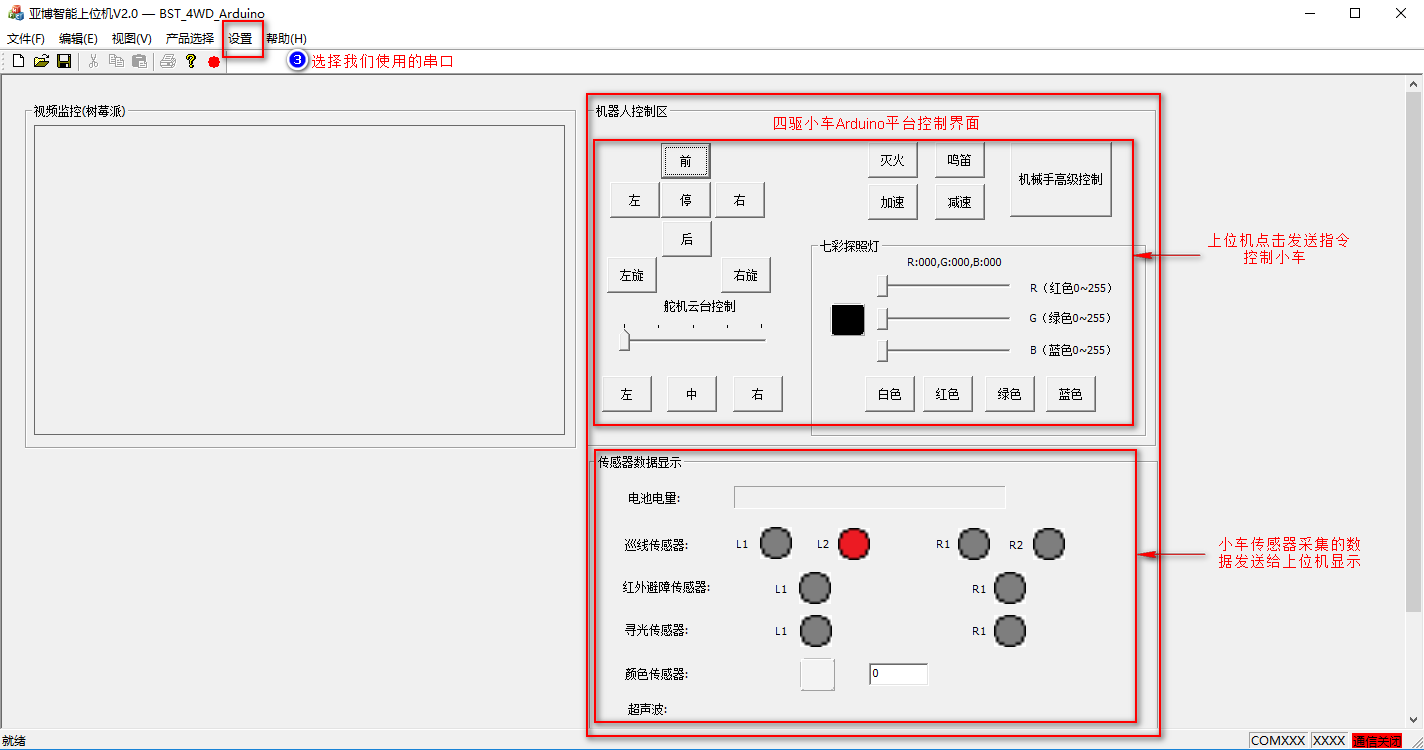 亚博智能上位机V2.0 — BST_4WD_Arduino
文件(F) 编辑(E) 视图(V) 产品选择 设置 帮助(H)
3 选择我们使用的串口
视频监控(树莓派)
机器人控制区
四驱小车Arduino平台控制界面
前
左 停 右
后
左旋 右旋
舵机云台控制
左 中 右
灭火 鸣笛 机械手高级控制
加速 减速
七彩探照灯
R:000,G:000,B:000
R（红色0~255）
G（绿色0~255）
B（蓝色0~255）
白色 红色 绿色 蓝色
上位机点击发送指令
控制小车
传感器数据显示
电池电量:
巡线传感器: L1 L2 R1 R2
红外避障传感器: L1 R1
寻光传感器: L1 R1
颜色传感器: 0
超声波:
小车传感器采集的数
据发送给上位机显示
就绪 COMXXX XXXX 通信关闭